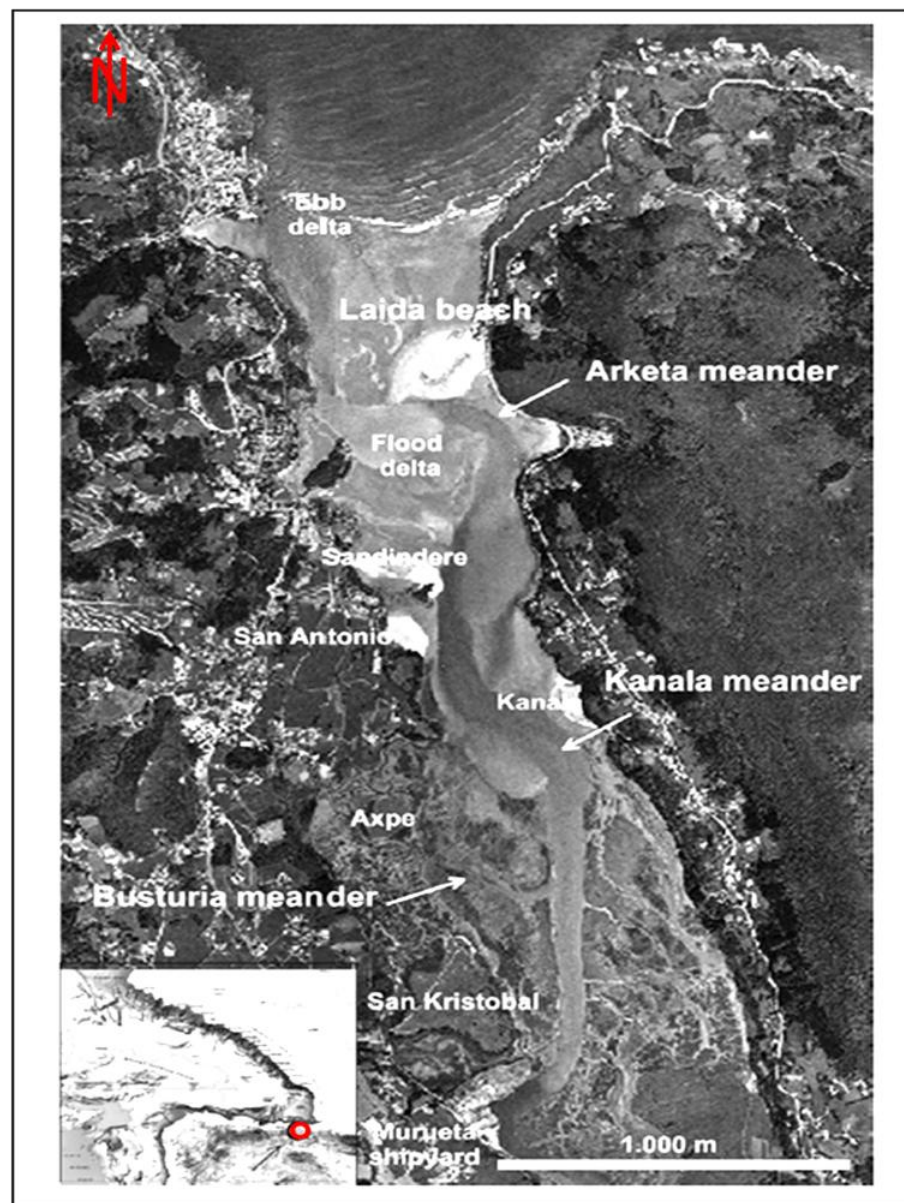 N
Ebb
delta
Laida beach
Arketa meander
Flood
delta
Sandindere
San Antonio
Kanala meander
Kanala
Axpe
Busturia meander
San Kristobal
Murueta
shipyard
1.000 m